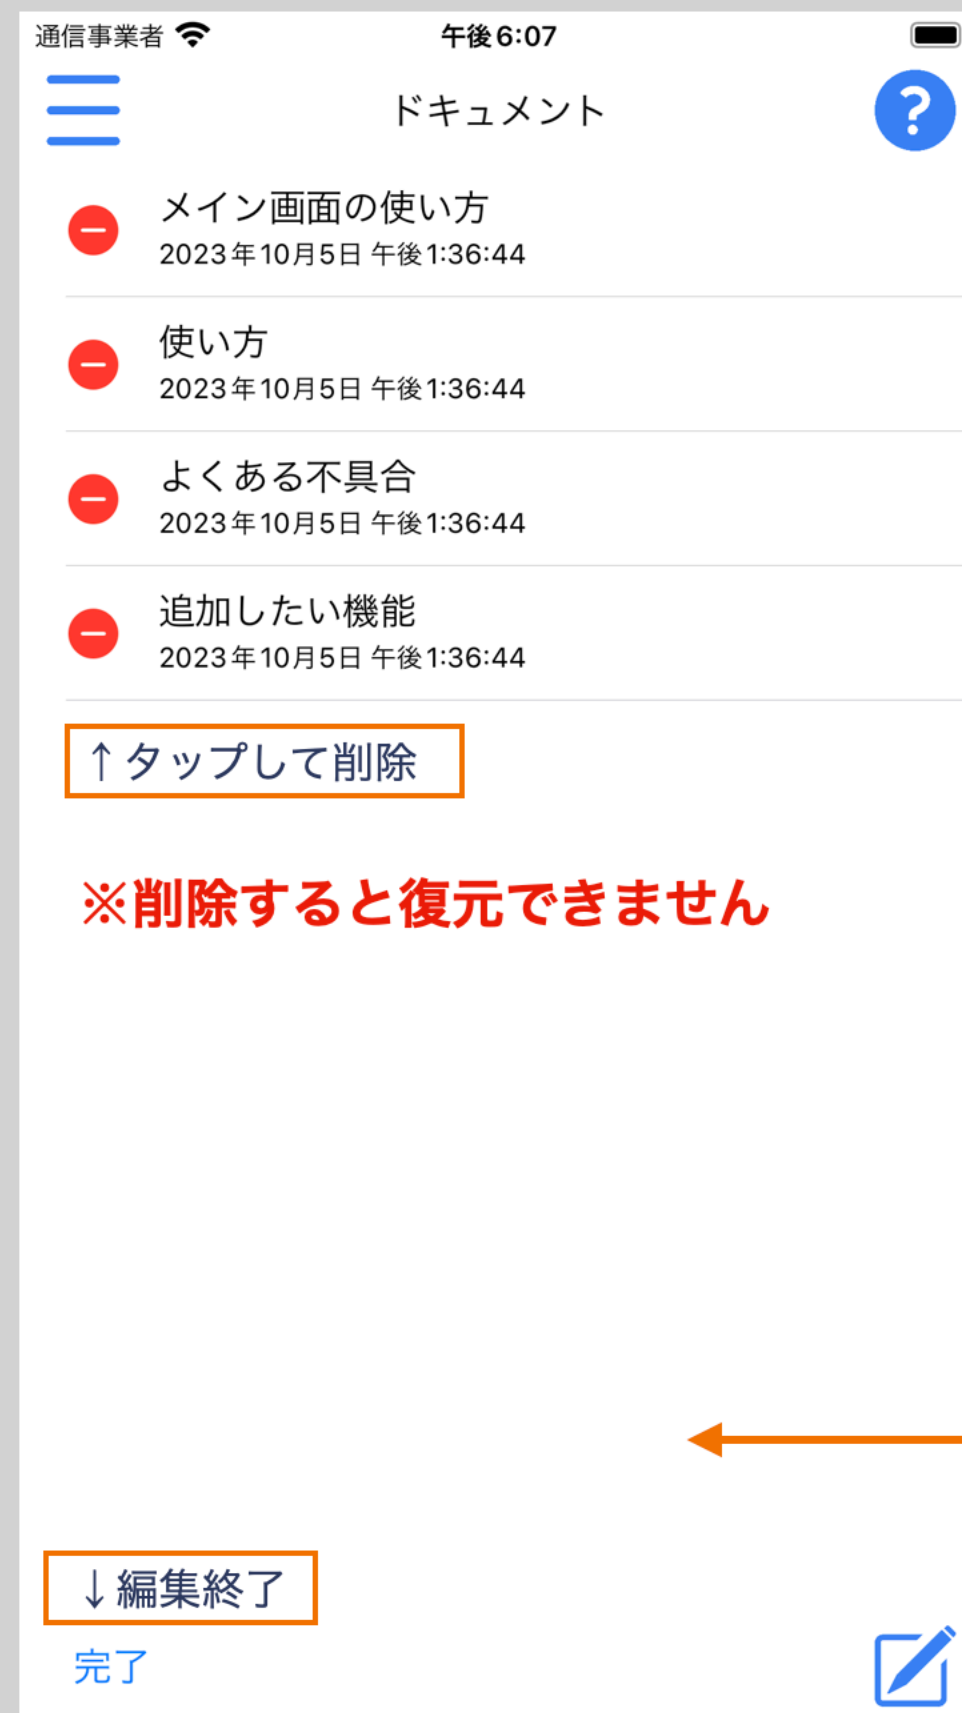 通信事業者
午後6:07
ドキュメント
?
メイン画面の使い方
2023年10月5日 午後1:36:44
使い方
2023年10月5日 午後1:36:44
よくある不具合
2023年10月5日 午後1:36:44
追加したい機能
2023年10月5日 午後1:36:44
↑タップして削除
※削除すると復元できません
↓編集終了
完了